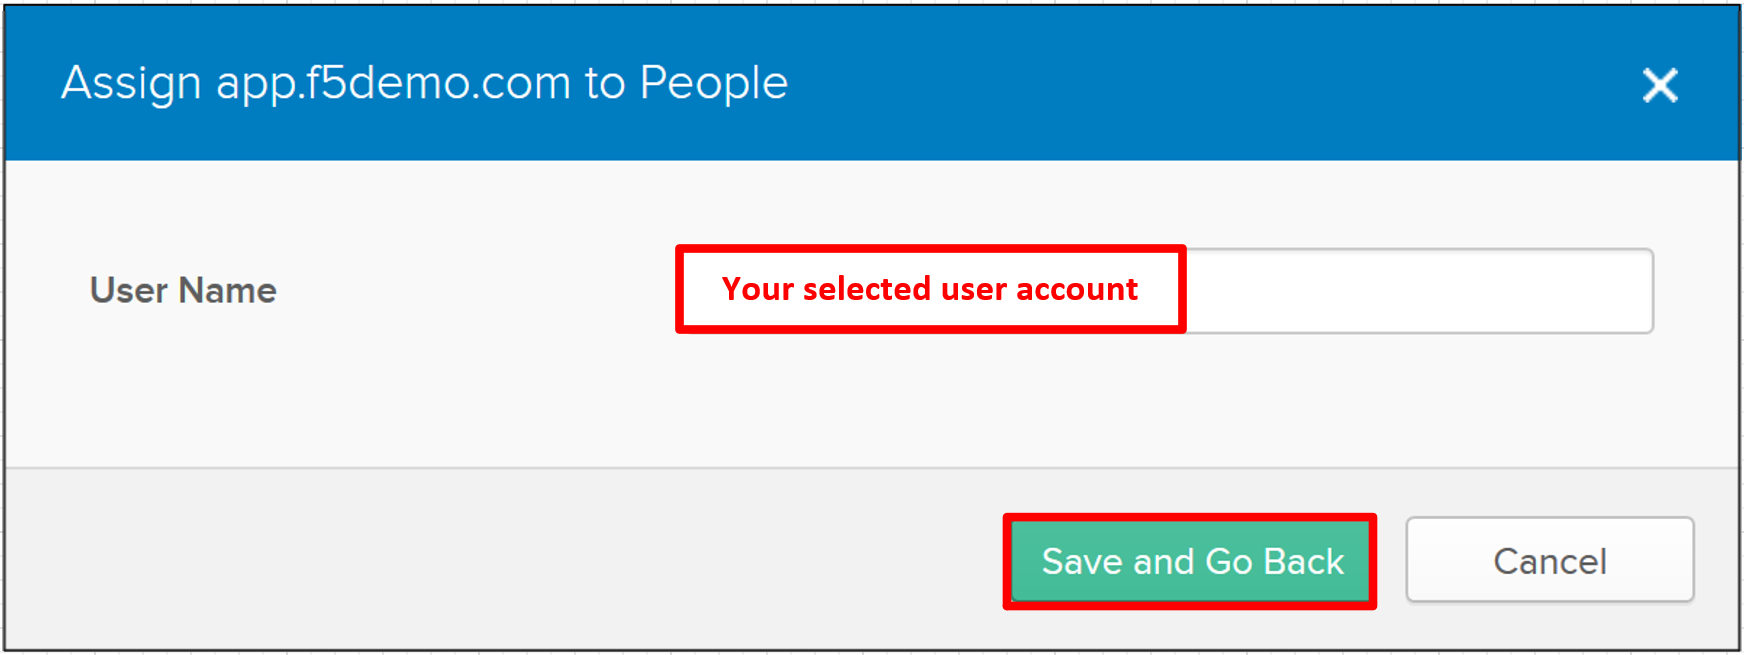 Assign app.f5demo.com to People
User Name
Your selected user account
Save and Go Back
Cancel